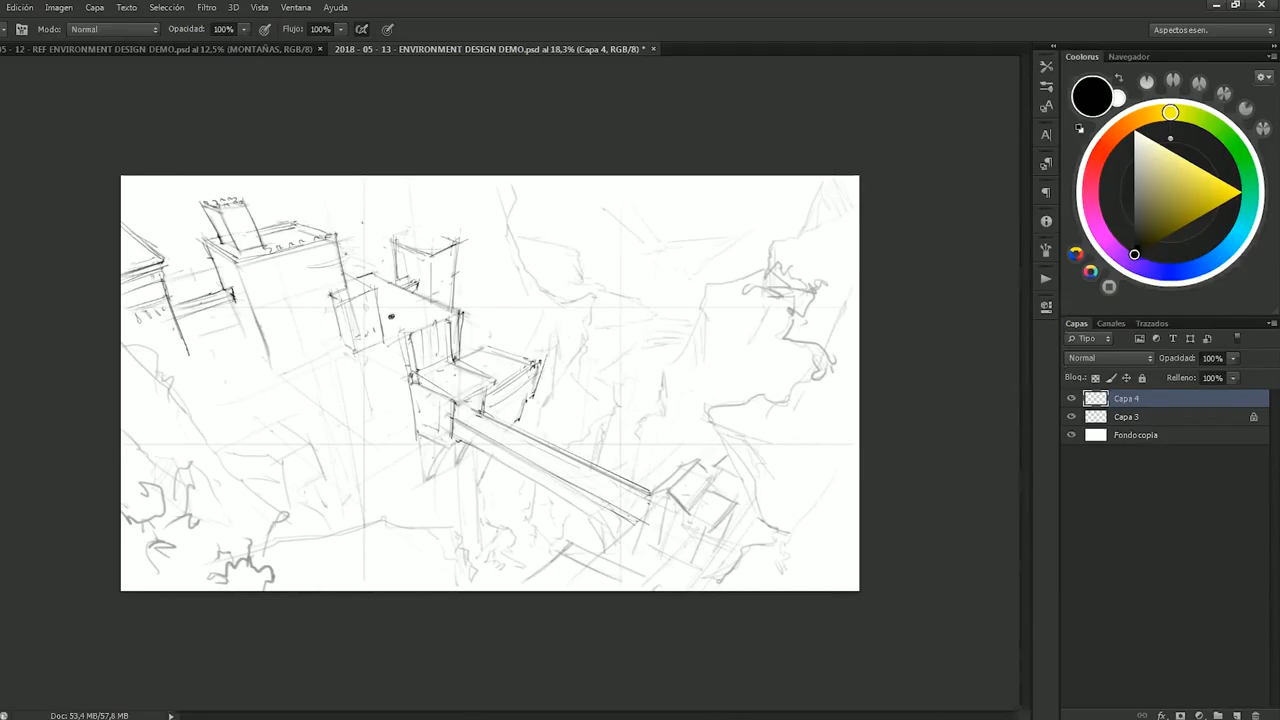 Edición Imagen Capa Texto Selección Filtro 3D Vista Ventana Ayuda
Modo: Normal Opacidad: 100% Flujo: 100% Aspectos esen.
05 - 12 - REF ENVIRONMENT DESIGN DEMO.psd al 12,5% (MONTAÑAS, RGB/8) × 2018 - 05 - 13 - ENVIRONMENT DESIGN DEMO.psd al 18,3% (Capa 4, RGB/8) * ×
Coolorus Navegador
Capas Canales Trazados
Tipo
Normal Opacidad: 100%
Bloq.: Relleno: 100%
Capa 4
Capa 3
Fondo copia
Doc: 53,4 MB/57,8 MB